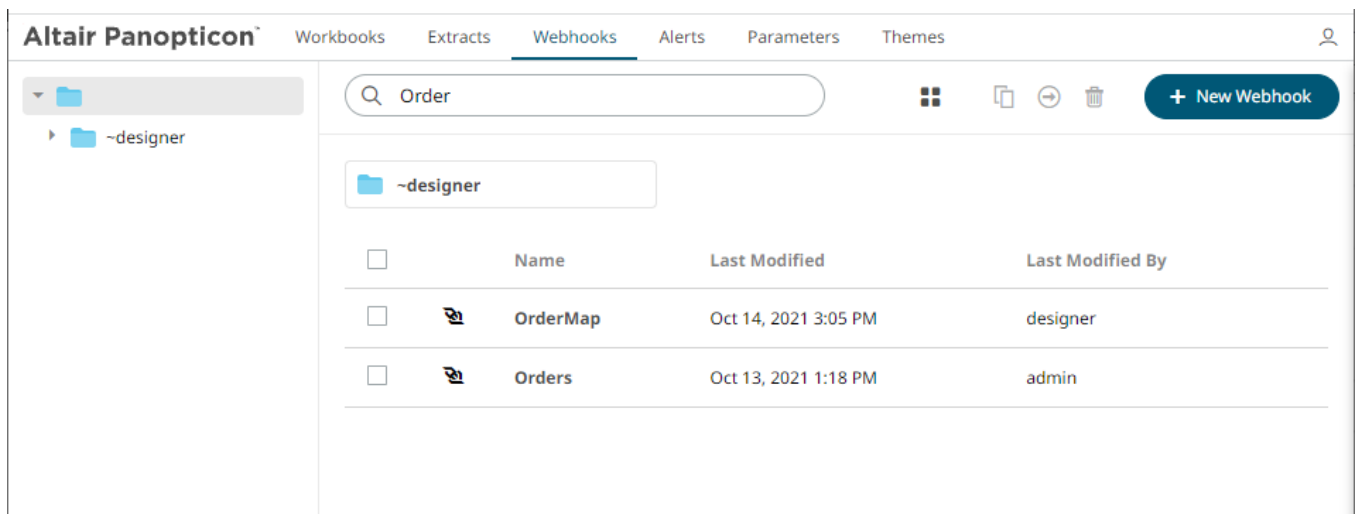 Altair Panopticon™ Workbooks Extracts Webhooks Alerts Parameters Themes
Order + New Webhook
~designer
~designer
Name Last Modified Last Modified By
OrderMap Oct 14, 2021 3:05 PM designer
Orders Oct 13, 2021 1:18 PM admin